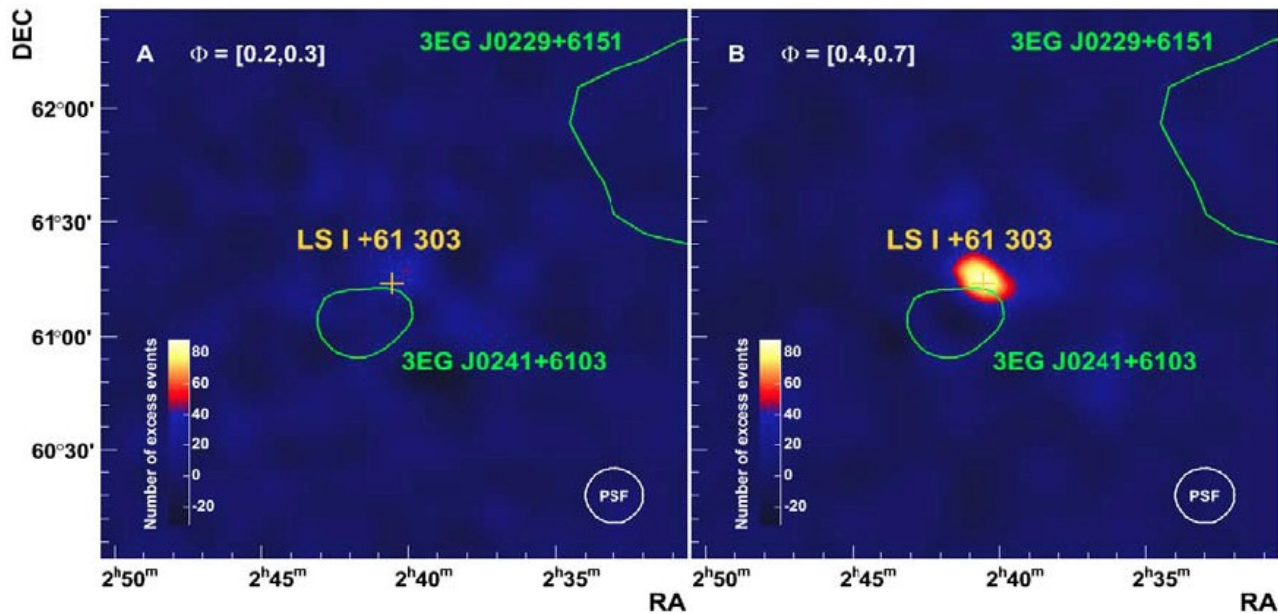 DEC
A Φ = [0.2,0.3]
3EG J0229+6151
62°00'
61°30'
61°00'
60°30'
LS I +61 303
3EG J0241+6103
Number of excess events
80
60
40
20
0
-20
PSF
2h50m 2h45m 2h40m 2h35m
RA
B Φ = [0.4,0.7]
3EG J0229+6151
LS I +61 303
3EG J0241+6103
Number of excess events
80
60
40
20
0
-20
PSF
2h50m 2h45m 2h40m 2h35m
RA